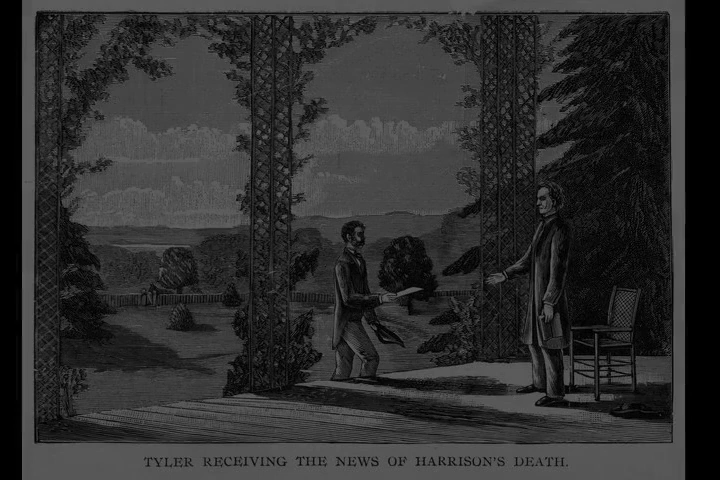 TYLER RECEIVING THE NEWS OF HARRISON'S DEATH.